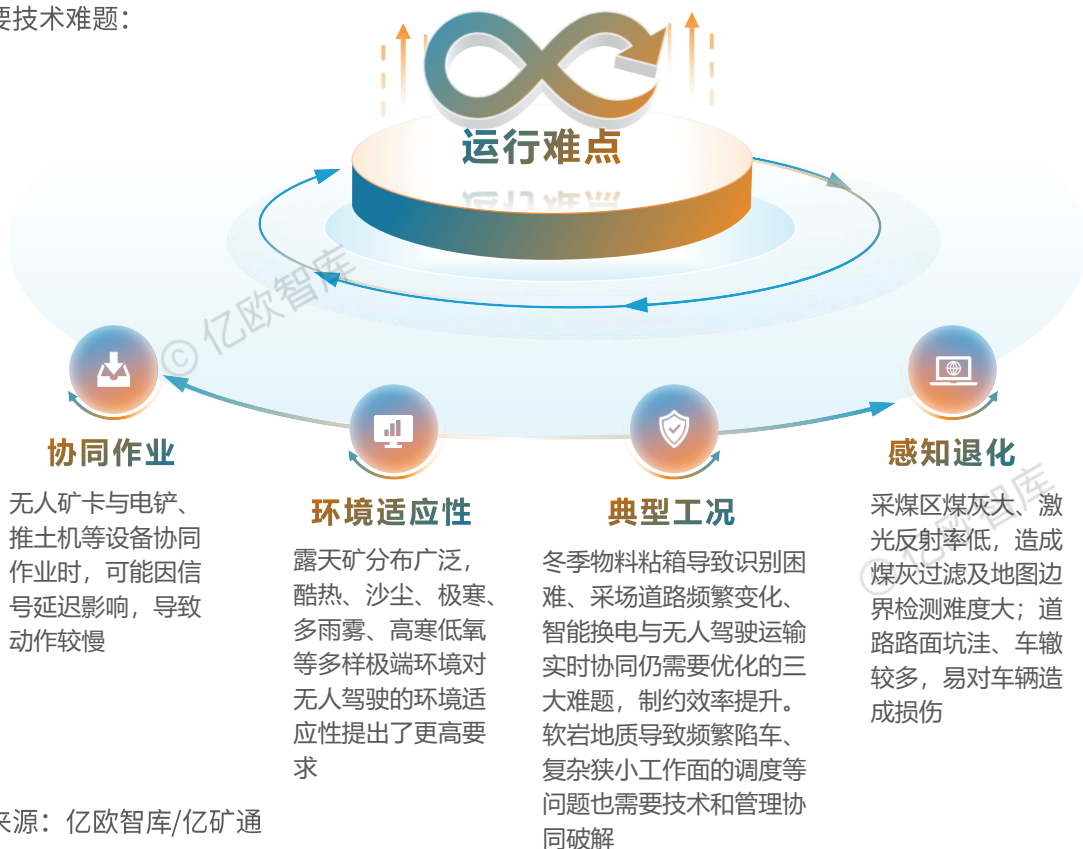 要技术难题：
运行难点
© 亿欧智库
协同作业
无人矿卡与电铲、
推土机等设备协同
作业时，可能因信
号延迟影响，导致
动作较慢
环境适应性
露天矿分布广泛，
酷热、沙尘、极寒、
多雨雾、高寒低氧
等多样极端环境对
无人驾驶的环境适
应性提出了更高要
求
典型工况
冬季物料粘箱导致识别困
难、采场道路频繁变化、
智能换电与无人驾驶运输
实时协同仍需要优化的三
大难题，制约效率提升。
软岩地质导致频繁陷车、
复杂狭小工作面的调度等
问题也需要技术和管理协
同破解
感知退化
采煤区煤灰大、激
光反射率低，造成
煤灰过滤及地图边
界检测难度大；道
路路面坑洼、车辙
较多，易对车辆造
成损伤
© 亿欧智库
来源：亿欧智库/亿矿通